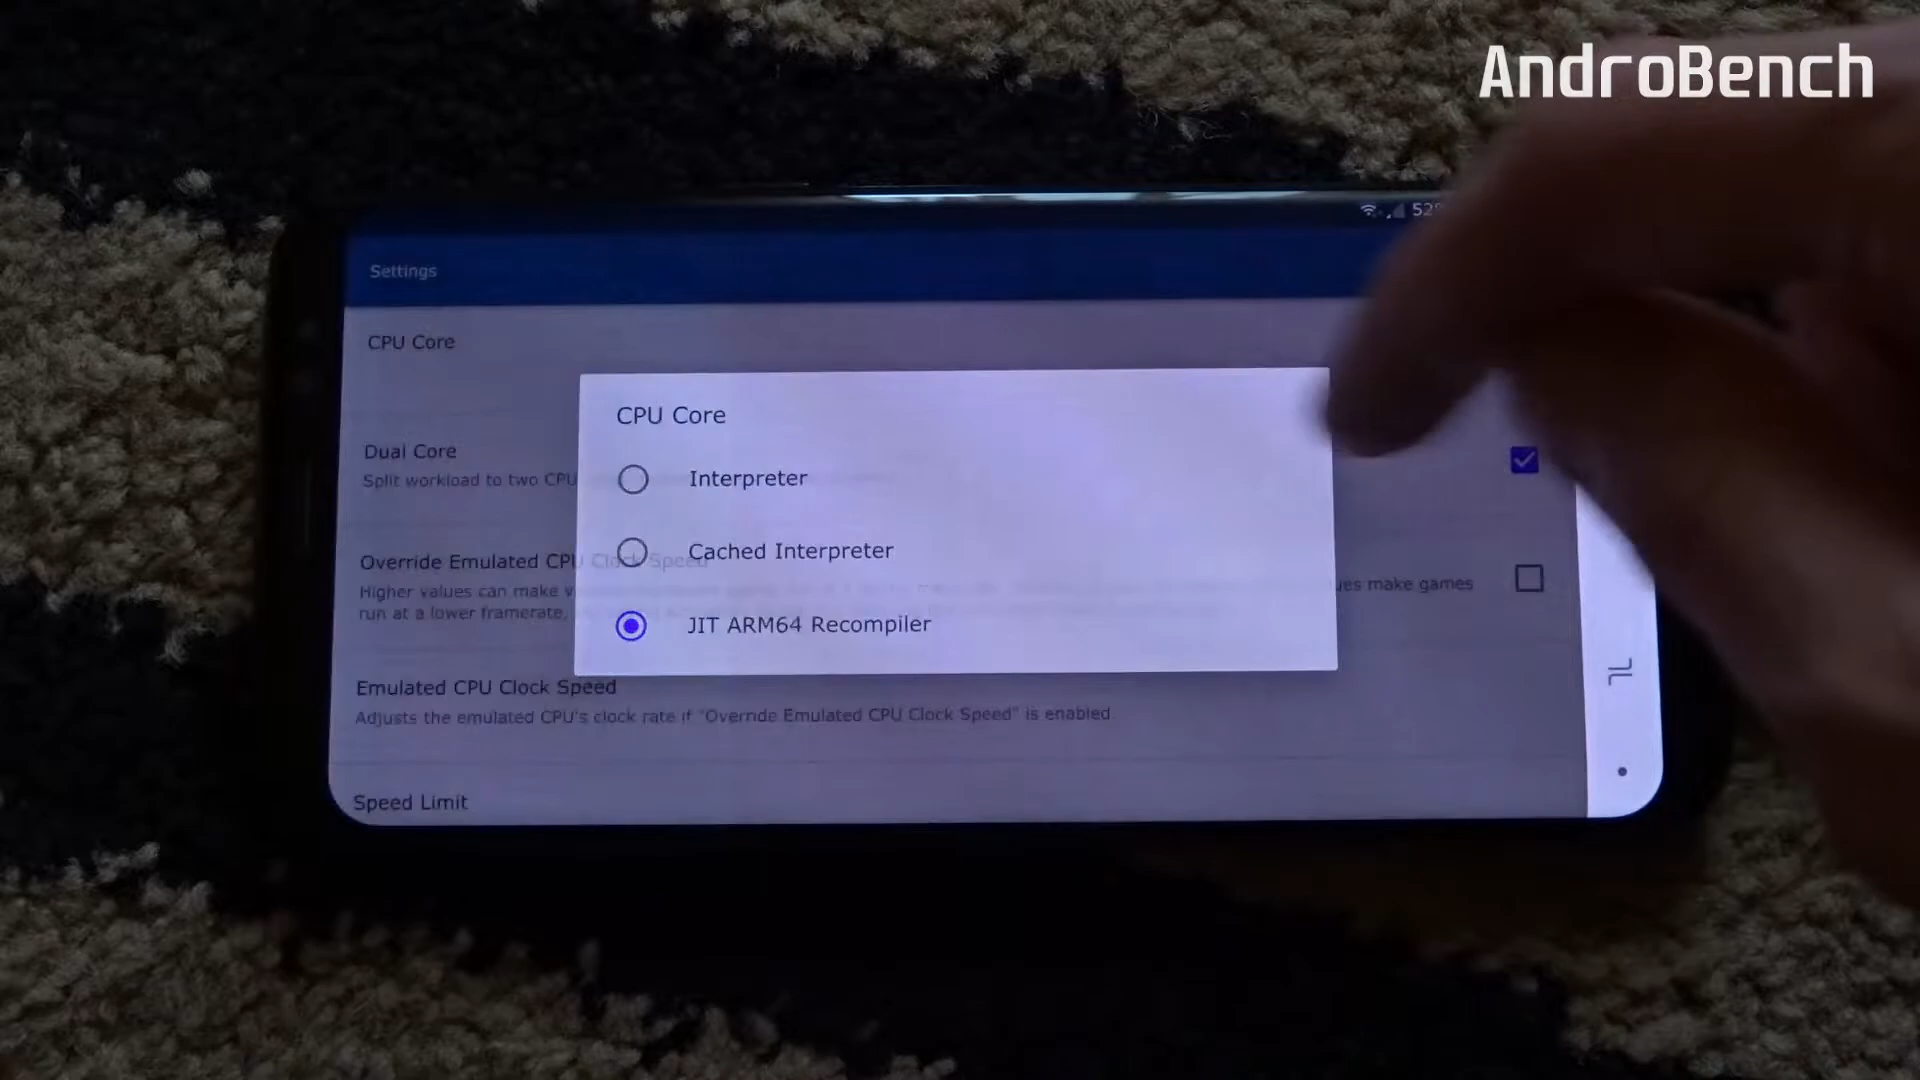 AndroBench
Settings
CPU Core
CPU Core
Interpreter
Cached Interpreter
JIT ARM64 Recompiler
Dual Core
Split workload to two CPU
Override Emulated CPU Clock Speed
Higher values can make
make games
run at a lower framerate,
Emulated CPU Clock Speed
Adjusts the emulated CPU's clock rate if "Override Emulated CPU Clock Speed" is enabled.
Speed Limit